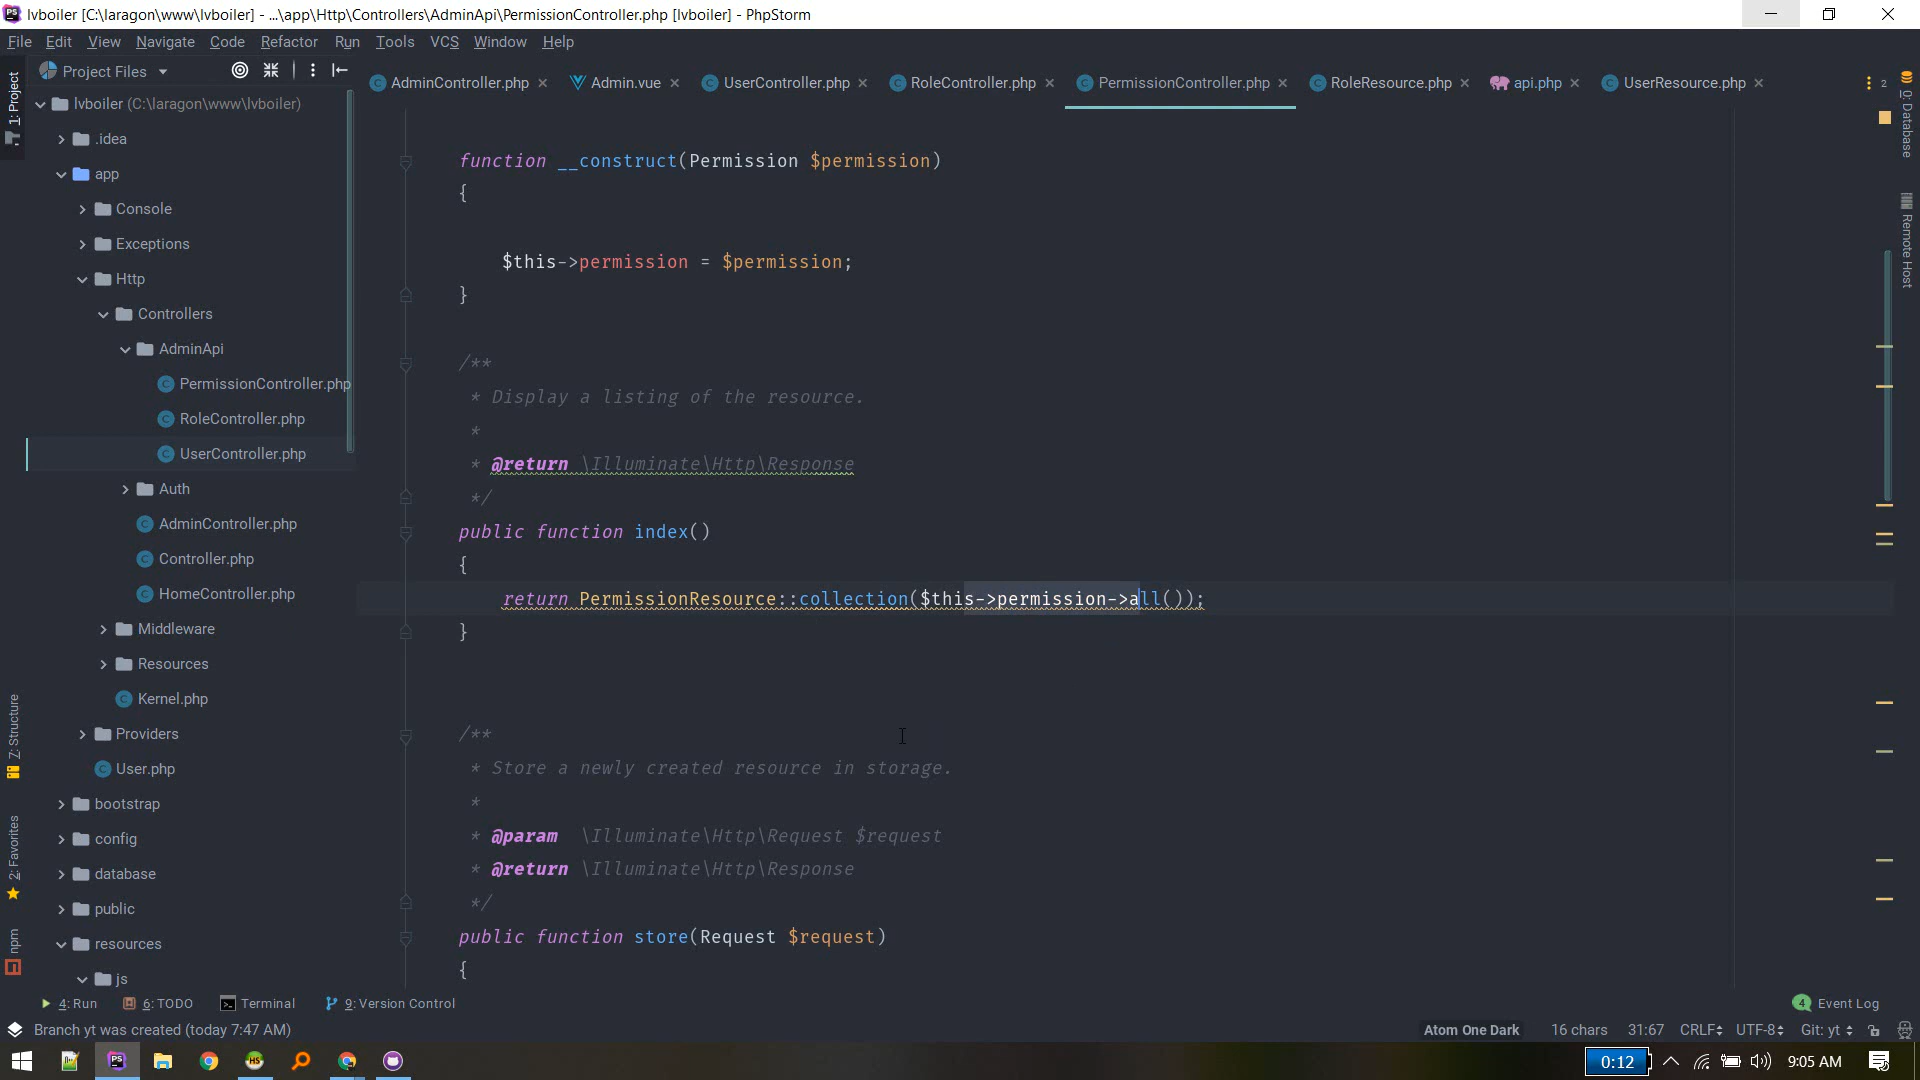 lvboiler [C:\laragon\www\lvboiler] - ...\app\Http\Controllers\AdminApi\PermissionController.php [lvboiler] - PhpStorm
File Edit View Navigate Code Refactor Run Tools VCS Window Help
Project Files
AdminController.php Admin.vue UserController.php RoleController.php PermissionController.php RoleResource.php api.php UserResource.php 2
1: Project
Z: Structure
2: Favorites
npm
lvboiler (C:\laragon\www\lvboiler)
.idea
app
Console
Exceptions
Http
Controllers
AdminApi
PermissionController.php
RoleController.php
UserController.php
Auth
AdminController.php
Controller.php
HomeController.php
Middleware
Resources
Kernel.php
Providers
User.php
bootstrap
config
database
public
resources
js
function __construct(Permission $permission)
{
$this->permission = $permission;
}
/**
* Display a listing of the resource.
*
* @return \Illuminate\Http\Response
*/
public function index()
{
return PermissionResource::collection($this->permission->all());
}
/**
* Store a newly created resource in storage.
*
* @param \Illuminate\Http\Request $request
* @return \Illuminate\Http\Response
*/
public function store(Request $request)
{
0: Database
Remote Host
4: Run 6: TODO Terminal 9: Version Control 4 Event Log
Branch yt was created (today 7:47 AM) Atom One Dark 16 chars 31:67 CRLF UTF-8 Git: yt
PS HS 0:12 9:05 AM